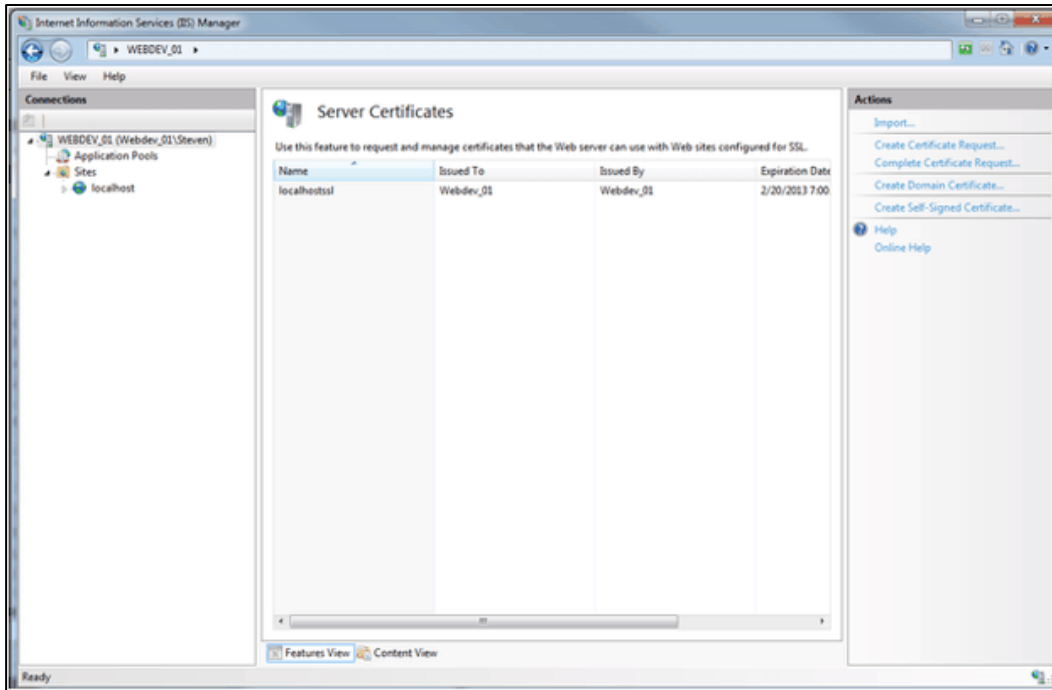 Internet Information Services (IIS) Manager
WEBDEV_01
File View Help
Connections
WEBDEV_01 (Webdev_01\Steven)
Application Pools
Sites
localhost
Server Certificates
Use this feature to request and manage certificates that the Web server can use with Web sites configured for SSL.
Name Issued To Issued By Expiration Date
localhostssl Webdev_01 Webdev_01 2/20/2013 7:00
Features View Content View
Actions
Import...
Create Certificate Request...
Complete Certificate Request...
Create Domain Certificate...
Create Self-Signed Certificate...
Help
Online Help
Ready